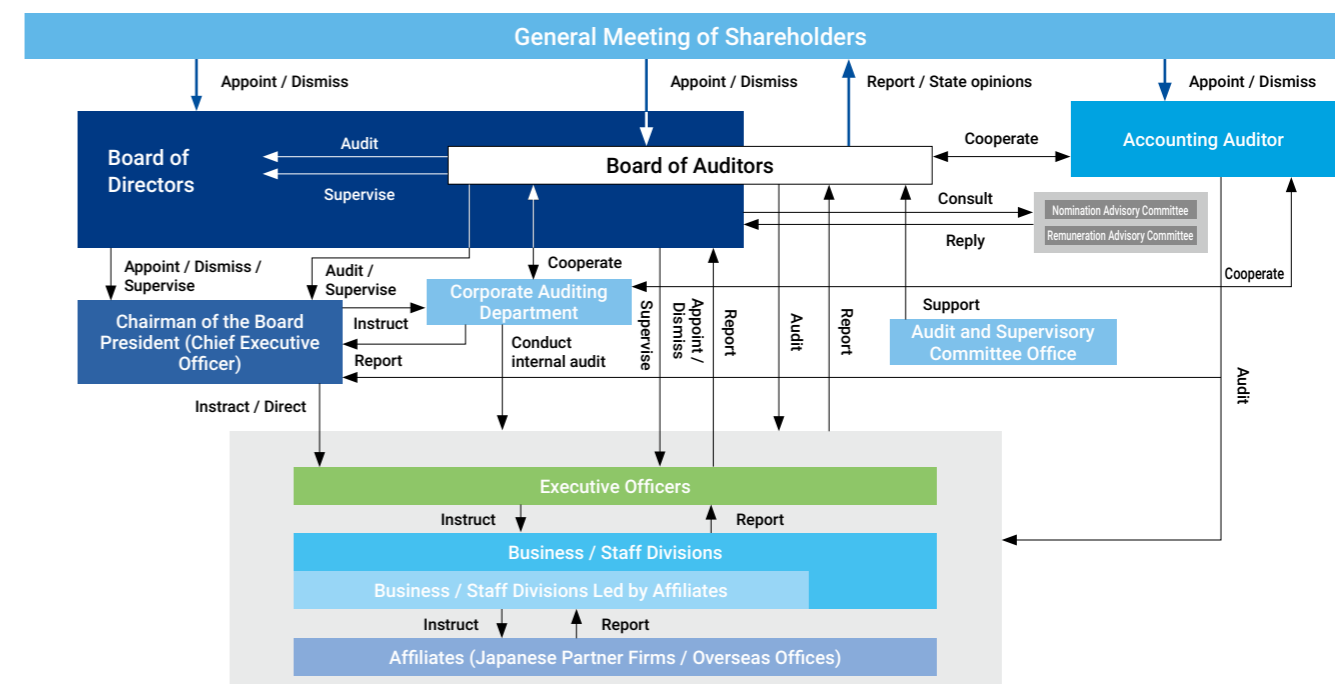 General Meeting of Shareholders
Appoint / Dismiss
Appoint / Dismiss
Report / State opinions
Appoint / Dismiss
Board of
Directors
Audit
Supervise
Board of Auditors
Cooperate
Accounting Auditor
Consult
Reply
Nomination Advisory Committee
Remuneration Advisory Committee
Appoint / Dismiss /
Supervise
Audit /
Supervise
Cooperate
Cooperate
Chairman of the Board
President (Chief Executive
Officer)
Instruct
Report
Corporate Auditing
Department
Conduct
internal audit
Supervise
Appoint /
Dismiss
Report
Audit
Report
Support
Audit and Supervisory
Committee Office
Audit
Instract / Direct
Executive Officers
Instruct
Report
Business / Staff Divisions
Business / Staff Divisions Led by Affiliates
Instruct
Report
Affiliates (Japanese Partner Firms / Overseas Offices)